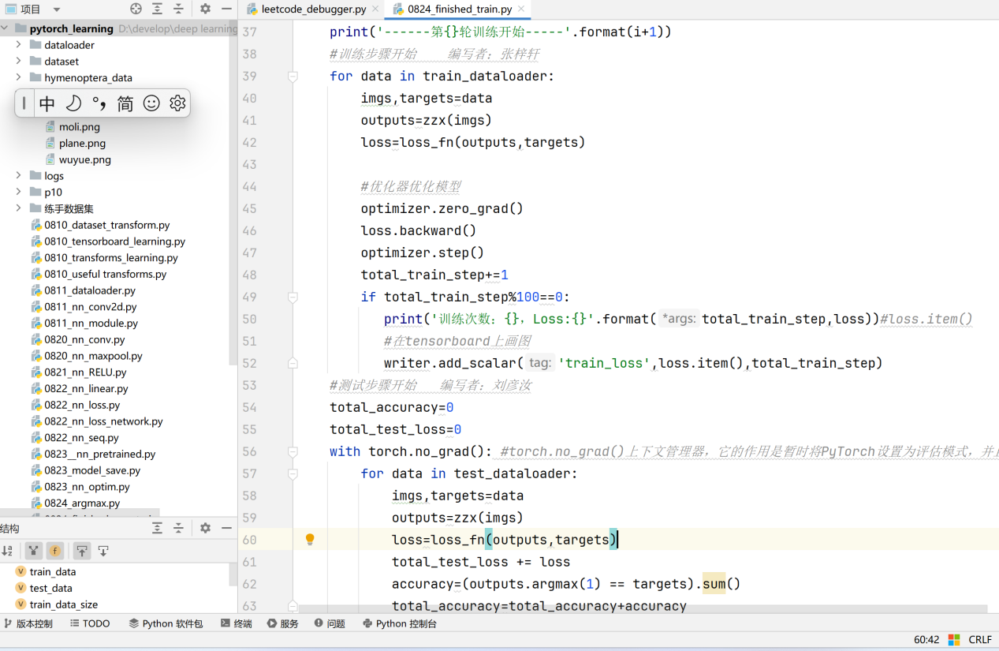 项目
leetcode_debugger.py
0824_finished_train.py
pytorch_learning D:\develop\deep learning
dataloader
dataset
hymenoptera_data
中 °, 简
moli.png
plane.png
wuyue.png
logs
p10
练手数据集
0810_dataset_transform.py
0810_tensorboard_learning.py
0810_transforms_learning.py
0810_useful transforms.py
0811_dataloader.py
0811_nn_conv2d.py
0811_nn_module.py
0820_nn_conv.py
0820_nn_maxpool.py
0821_nn_RELU.py
0822_nn_linear.py
0822_nn_loss.py
0822_nn_loss_network.py
0822_nn_seq.py
0823__nn_pretrained.py
0823_model_save.py
0823_nn_optim.py
0824_argmax.py
结构
train_data
test_data
train_data_size
37 print('------第{}轮训练开始-----'.format(i+1))
38 #训练步骤开始    编写者：张梓轩
39 for data in train_dataloader:
40 imgs,targets=data
41 outputs=zzx(imgs)
42 loss=loss_fn(outputs,targets)
43
44 #优化器优化模型
45 optimizer.zero_grad()
46 loss.backward()
47 optimizer.step()
48 total_train_step+=1
49 if total_train_step%100==0:
50 print('训练次数：{}，Loss:{}'.format( *args: total_train_step,loss))#loss.item()
51 #在tensorboard上画图
52 writer.add_scalar( tag: 'train_loss',loss.item(),total_train_step)
53 #测试步骤开始   编写者：刘彦汝
54 total_accuracy=0
55 total_test_loss=0
56 with torch.no_grad(): #torch.no_grad()上下文管理器，它的作用是暂时将PyTorch设置为评估模式，并
57 for data in test_dataloader:
58 imgs,targets=data
59 outputs=zzx(imgs)
60 loss=loss_fn(outputs,targets)
61 total_test_loss += loss
62 accuracy=(outputs.argmax(1) == targets).sum()
63 total_accuracy=total_accuracy+accuracy
版本控制 TODO Python 软件包 终端 服务 问题 Python 控制台
60:42 CRLF